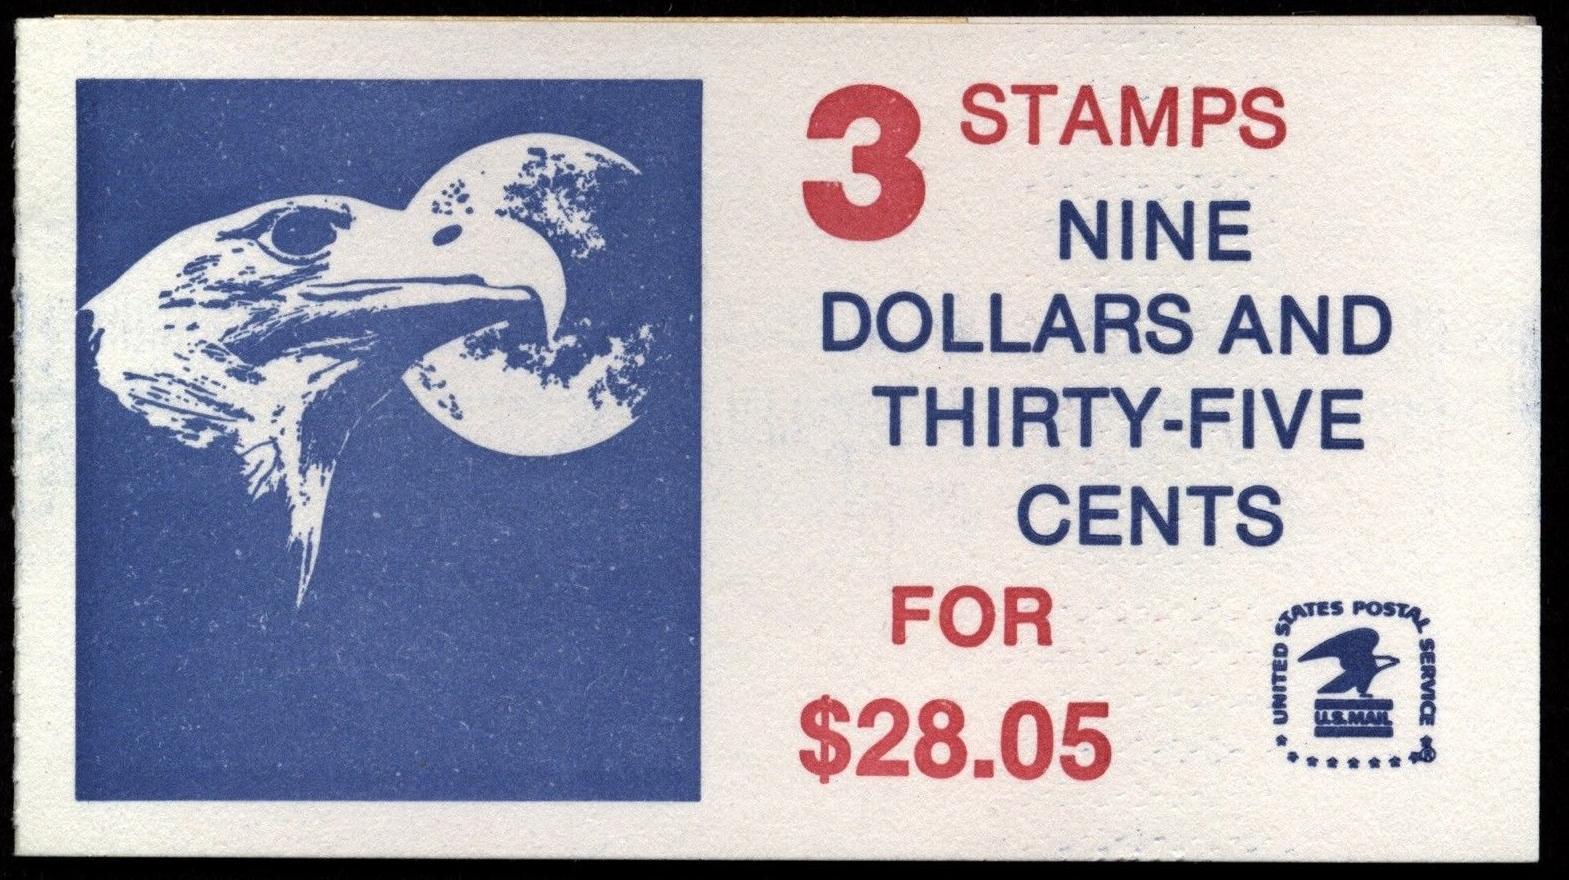 3 STAMPS
NINE
DOLLARS AND
THIRTY-FIVE
CENTS
FOR
$28.05
UNITED STATES POSTAL SERVICE
U.S.MAIL